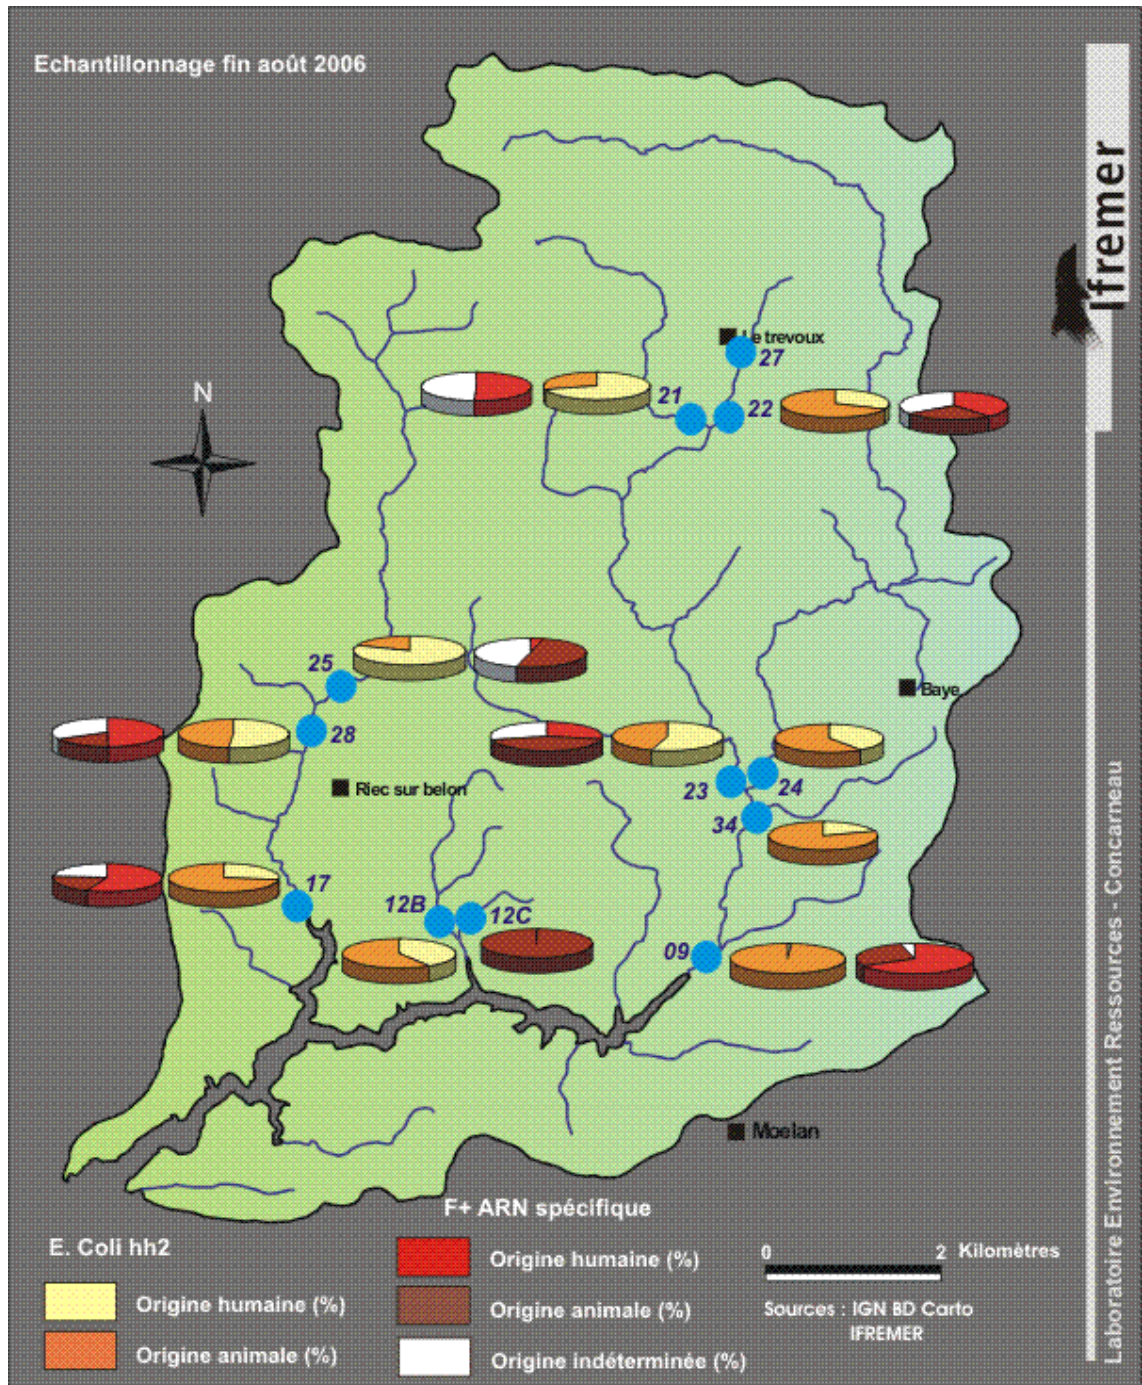 Echantillonnage fin août 2006
Ifremer
N
Le trevoux
27
21
22
25
28
Baye
Riec sur belon
23
24
34
17
12B
12C
09
Moelan
F+ ARN spécifique
E. Coli hh2
Origine humaine (%)
Origine animale (%)
Origine humaine (%)
Origine animale (%)
Origine indéterminée (%)
0 2 Kilomètres
Sources : IGN BD Carto
IFREMER
Laboratoire Environnement Ressources - Concarneau